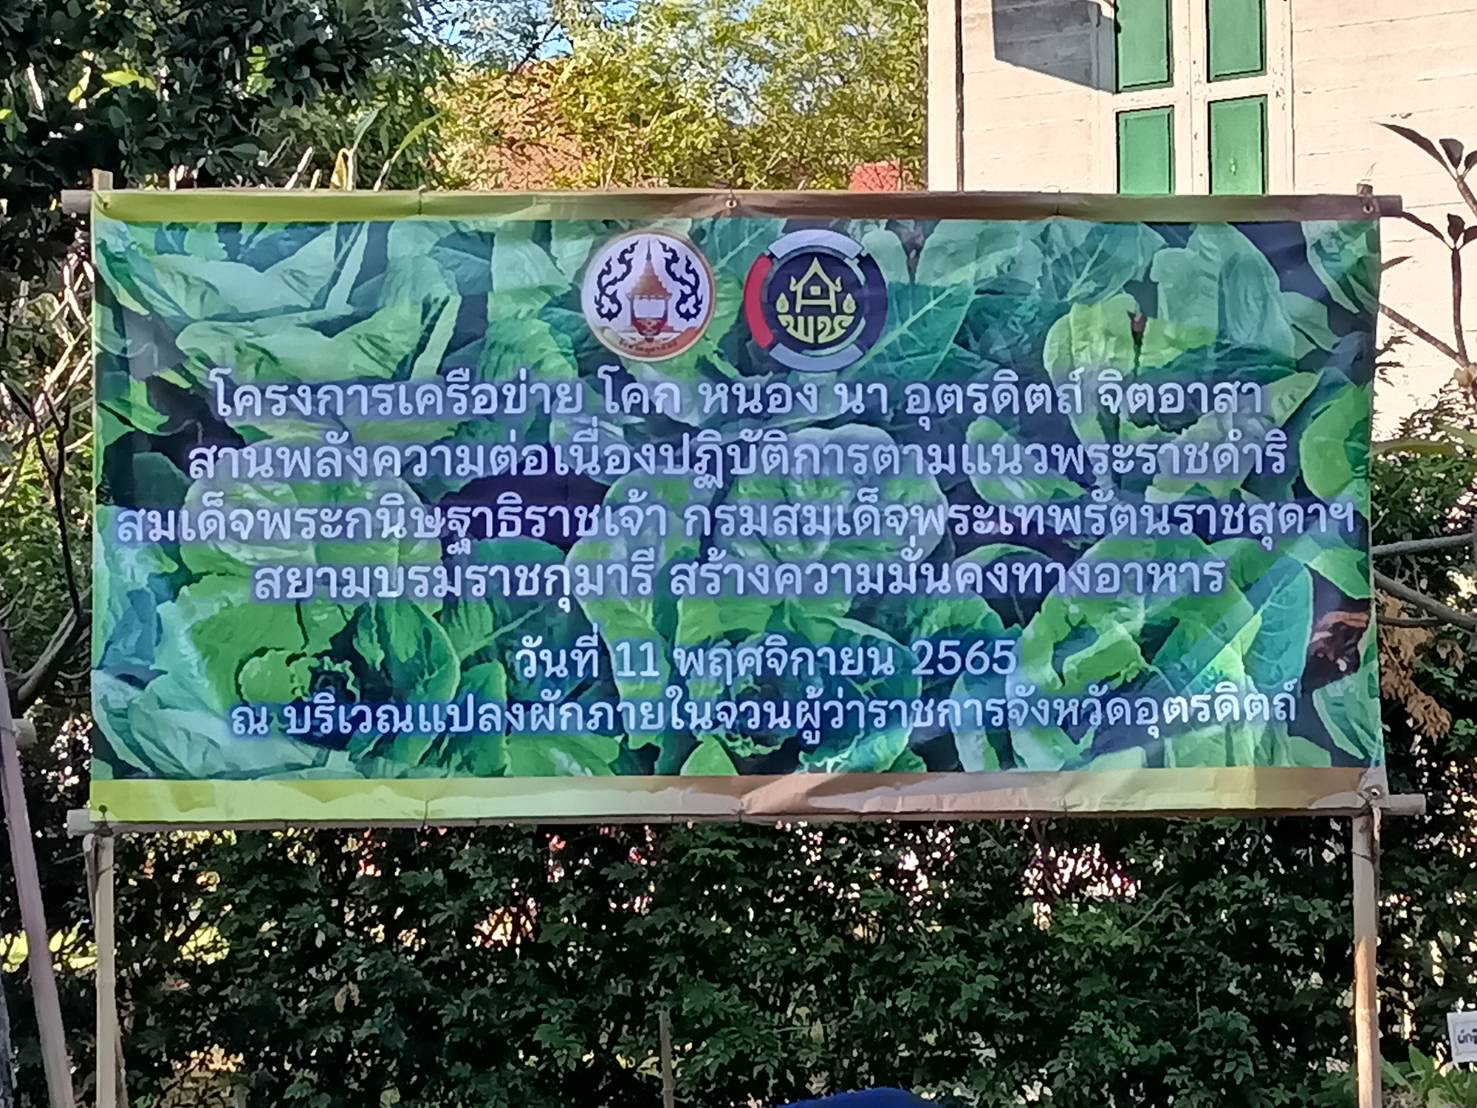 พช
โครงการเครือข่าย โคก หนอง นา อุตรดิตถ์ จิตอาสา
สานพลังความต่อเนื่องปฏิบัติการตามแนวพระราชดำริ
สมเด็จพระกนิษฐาธิราชเจ้า กรมสมเด็จพระเทพรัตนราชสุดาฯ
สยามบรมราชกุมารี สร้างความมั่นคงทางอาหาร
วันที่ 11 พฤศจิกายน 2565
ณ บริเวณแปลงผักภายในจวนผู้ว่าราชการจังหวัดอุตรดิตถ์